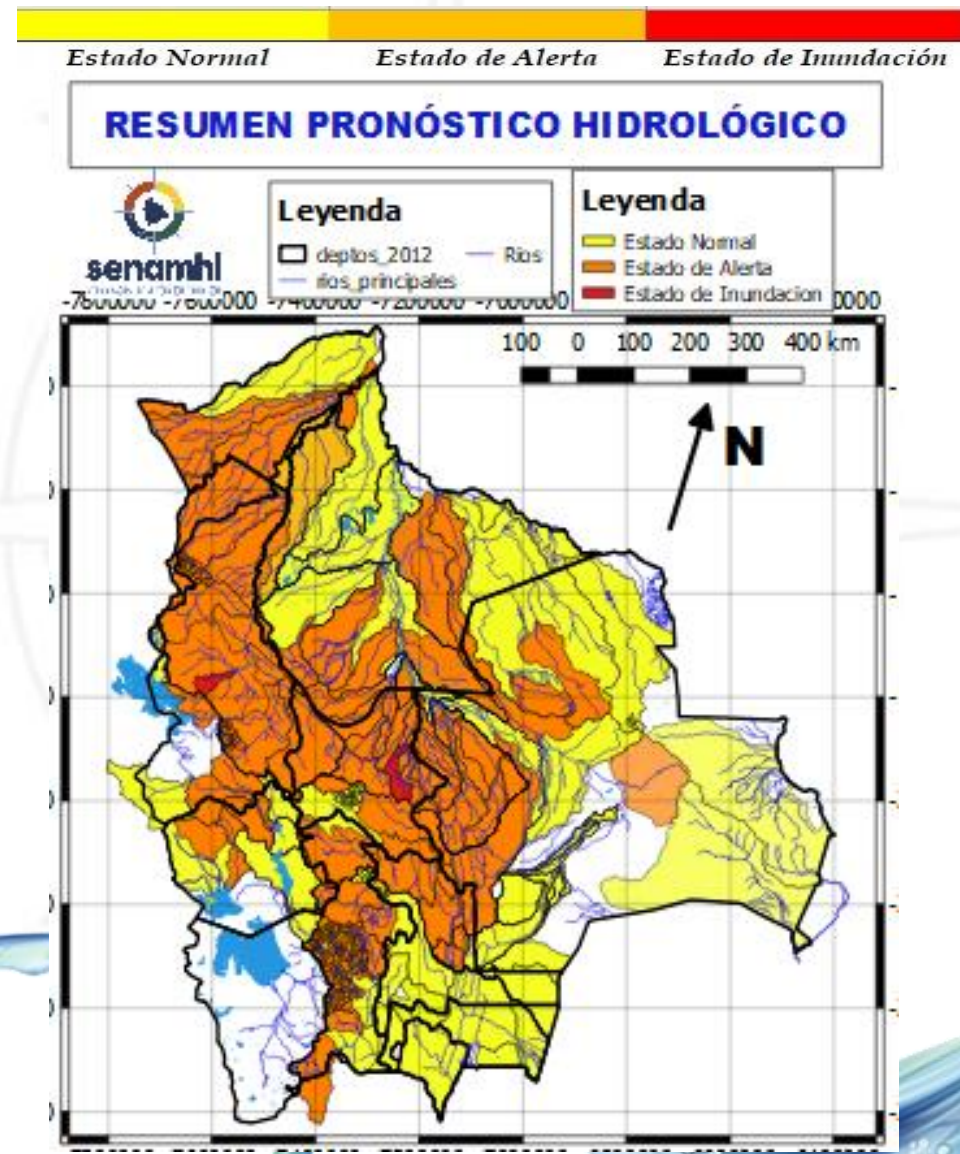 Estado Normal Estado de Alerta Estado de Inundación
RESUMEN PRONÓSTICO HIDROLÓGICO
senamhi
Leyenda
deptos_2012 Rios
rios_principales
Leyenda
Estado Normal
Estado de Alerta
Estado de Inundacion
-7800000 -7600000 -7400000 -7200000 -7000000
100 0 100 200 300 400 km
N